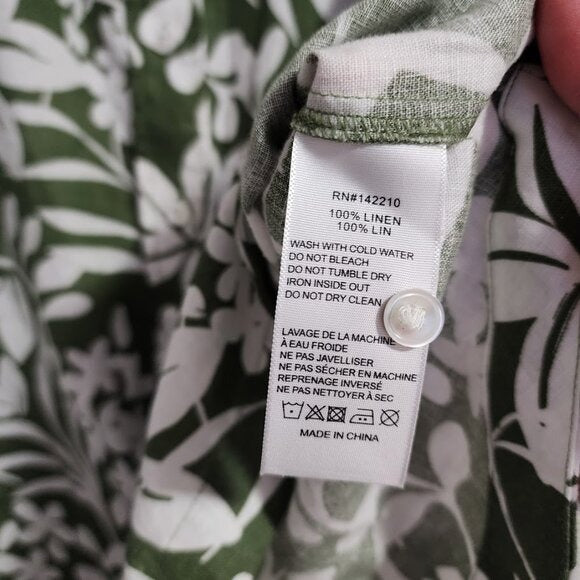 RN#142210
100% LINEN
100% LIN
WASH WITH COLD WATER
DO NOT BLEACH
DO NOT TUMBLE DRY
IRON INSIDE OUT
DO NOT DRY CLEAN
LAVAGE DE LA MACHINE
À EAU FROIDE
NE PAS JAVELLISER
NE PAS SÉCHER EN MACHINE
REPRENAGE INVERSÉ
NE PAS NETTOYER À SEC
MADE IN CHINA